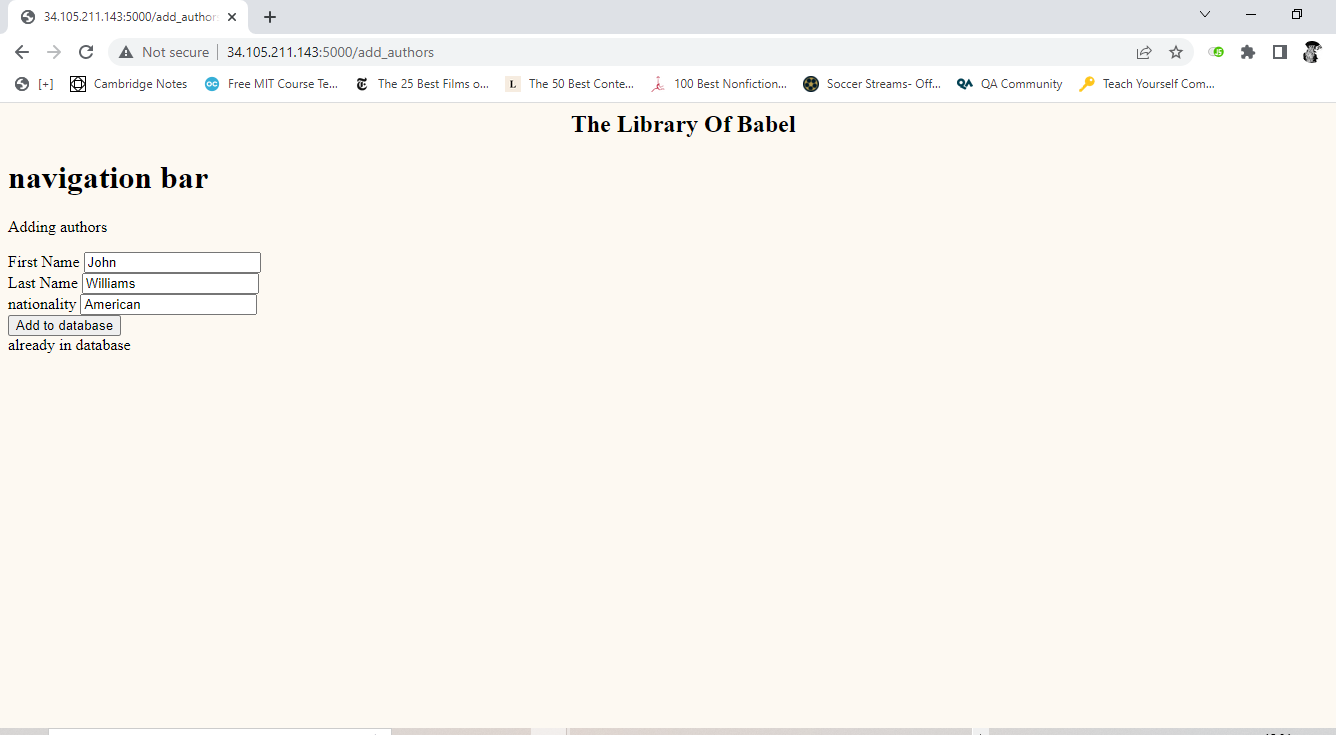 34.105.211.143:5000/add_author
Not secure 34.105.211.143:5000/add_authors
[+] Cambridge Notes Free MIT Course Te... The 25 Best Films o... The 50 Best Conte... 100 Best Nonfiction... Soccer Streams- Off... QA Community Teach Yourself Com...
The Library Of Babel
navigation bar
Adding authors
First Name John
Last Name Williams
nationality American
Add to database
already in database